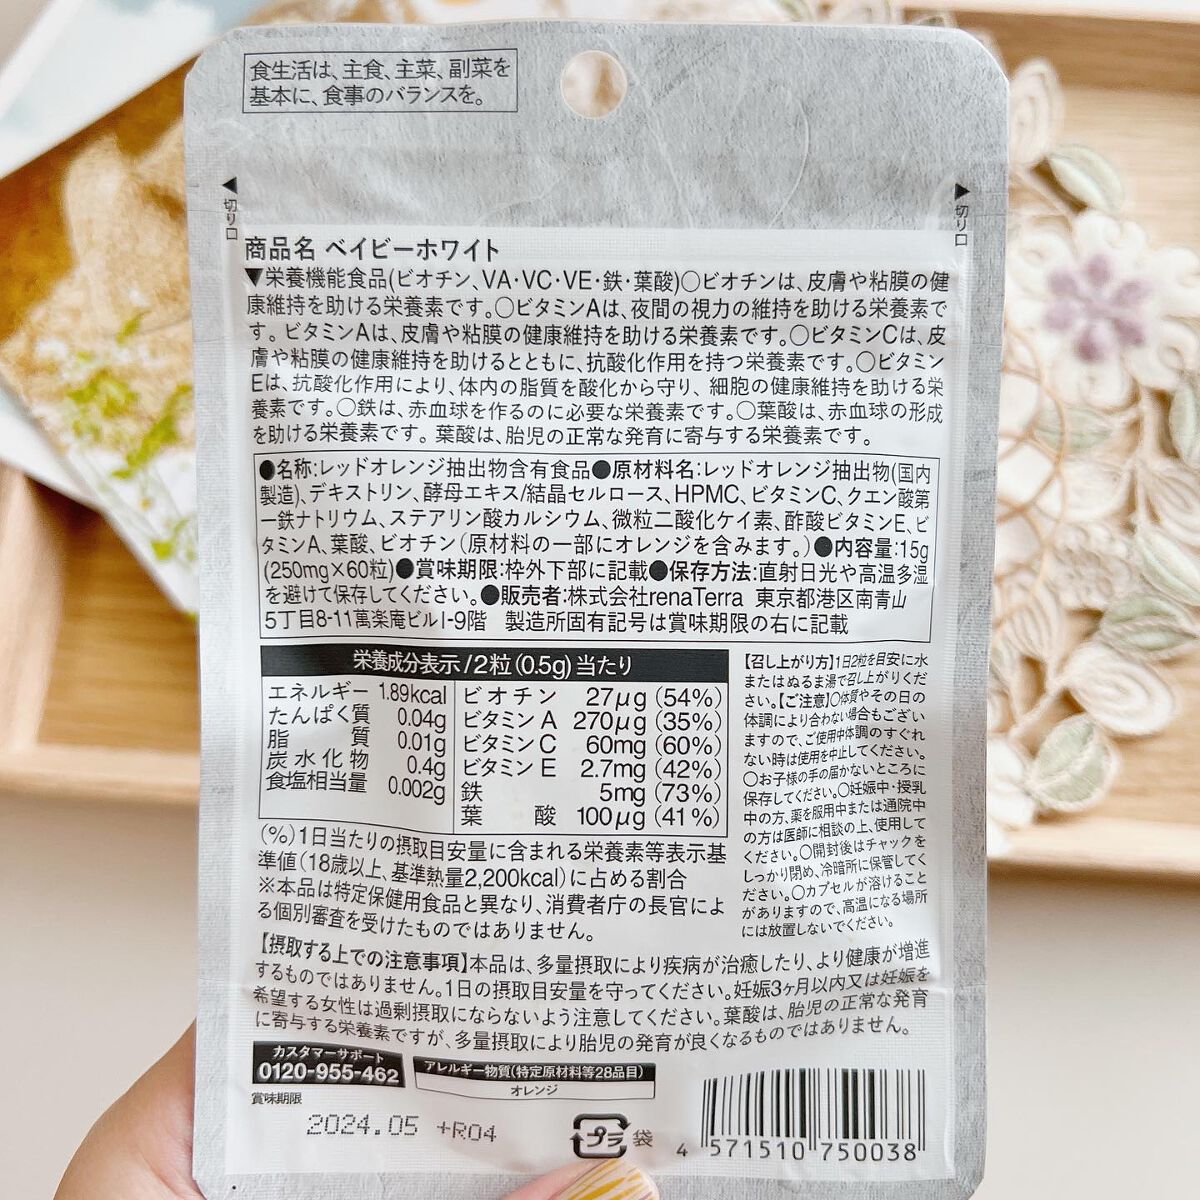 食生活は、主食、主菜、副菜を
基本に、食事のバランスを。
◀切り口
▶切り口
商品名 ベイビーホワイト
▼栄養機能食品(ビオチン、VA・VC・VE・鉄・葉酸)〇ビオチンは、皮膚や粘膜の健
康維持を助ける栄養素です。〇ビタミンAは、夜間の視力の維持を助ける栄養素で
す。ビタミンAは、皮膚や粘膜の健康維持を助ける栄養素です。〇ビタミンCは、皮
膚や粘膜の健康維持を助けるとともに、抗酸化作用を持つ栄養素です。〇ビタミン
Eは、抗酸化作用により、体内の脂質を酸化から守り、細胞の健康維持を助ける栄
養素です。〇鉄は、赤血球を作るのに必要な栄養素です。〇葉酸は、赤血球の形成
を助ける栄養素です。葉酸は、胎児の正常な発育に寄与する栄養素です。
●名称:レッドオレンジ抽出物含有食品●原材料名:レッドオレンジ抽出物(国内
製造)、デキストリン、酵母エキス/結晶セルロース、HPMC、ビタミンC、クエン酸第
一鉄ナトリウム、ステアリン酸カルシウム、微粒二酸化ケイ素、酢酸ビタミンE、ビ
タミンA、葉酸、ビオチン(原材料の一部にオレンジを含みます。)●内容量:15g
(250mg×60粒)●賞味期限:枠外下部に記載●保存方法:直射日光や高温多湿
を避けて保存してください。●販売者:株式会社renaTerra 東京都港区南青山
5丁目8-11萬楽庵ビルI-9階 製造所固有記号は賞味期限の右に記載
栄養成分表示/2粒(0.5g)当たり
エネルギー 1.89kcal
たんぱく質 0.04g
脂質 0.01g
炭水化物 0.4g
食塩相当量 0.002g
ビオチン 27μg (54%)
ビタミンA 270μg (35%)
ビタミンC 60mg (60%)
ビタミンE 2.7mg (42%)
鉄 5mg (73%)
葉酸 100μg (41%)
(%)1日当たりの摂取目安量に含まれる栄養素等表示基
準値(18歳以上、基準熱量2,200kcal)に占める割合
※本品は特定保健用食品と異なり、消費者庁の長官によ
る個別審査を受けたものではありません。
【召し上がり方】1日2粒を目安に水
またはぬるま湯で召し上がりくだ
さい。【ご注意】〇体質やその日の
体調により合わない場合もござい
ますので、ご使用中体調のすぐれ
ない時は使用を中止してください。
〇お子様の手の届かないところに
保存してください。〇妊娠中・授乳
中の方、薬を服用中または通院中
の方は医師に相談の上、使用して
ください。〇開封後はチャックを
しっかり閉め、冷暗所に保管してく
ださい。〇カプセルが溶けること
がありますので、高温になる場所
には放置しないでください。
【摂取する上での注意事項】本品は、多量摂取により疾病が治癒したり、より健康が増進
するものではありません。1日の摂取目安量を守ってください。妊娠3ヶ月以内又は妊娠を
希望する女性は過剰摂取にならないよう注意してください。葉酸は、胎児の正常な発育
に寄与する栄養素ですが、多量摂取により胎児の発育が良くなるものではありません。
カスタマーサポート
0120-955-462
アレルギー物質(特定原材料等28品目)
オレンジ
賞味期限
2024.05 +R04
プラ 袋
4 571510 750038